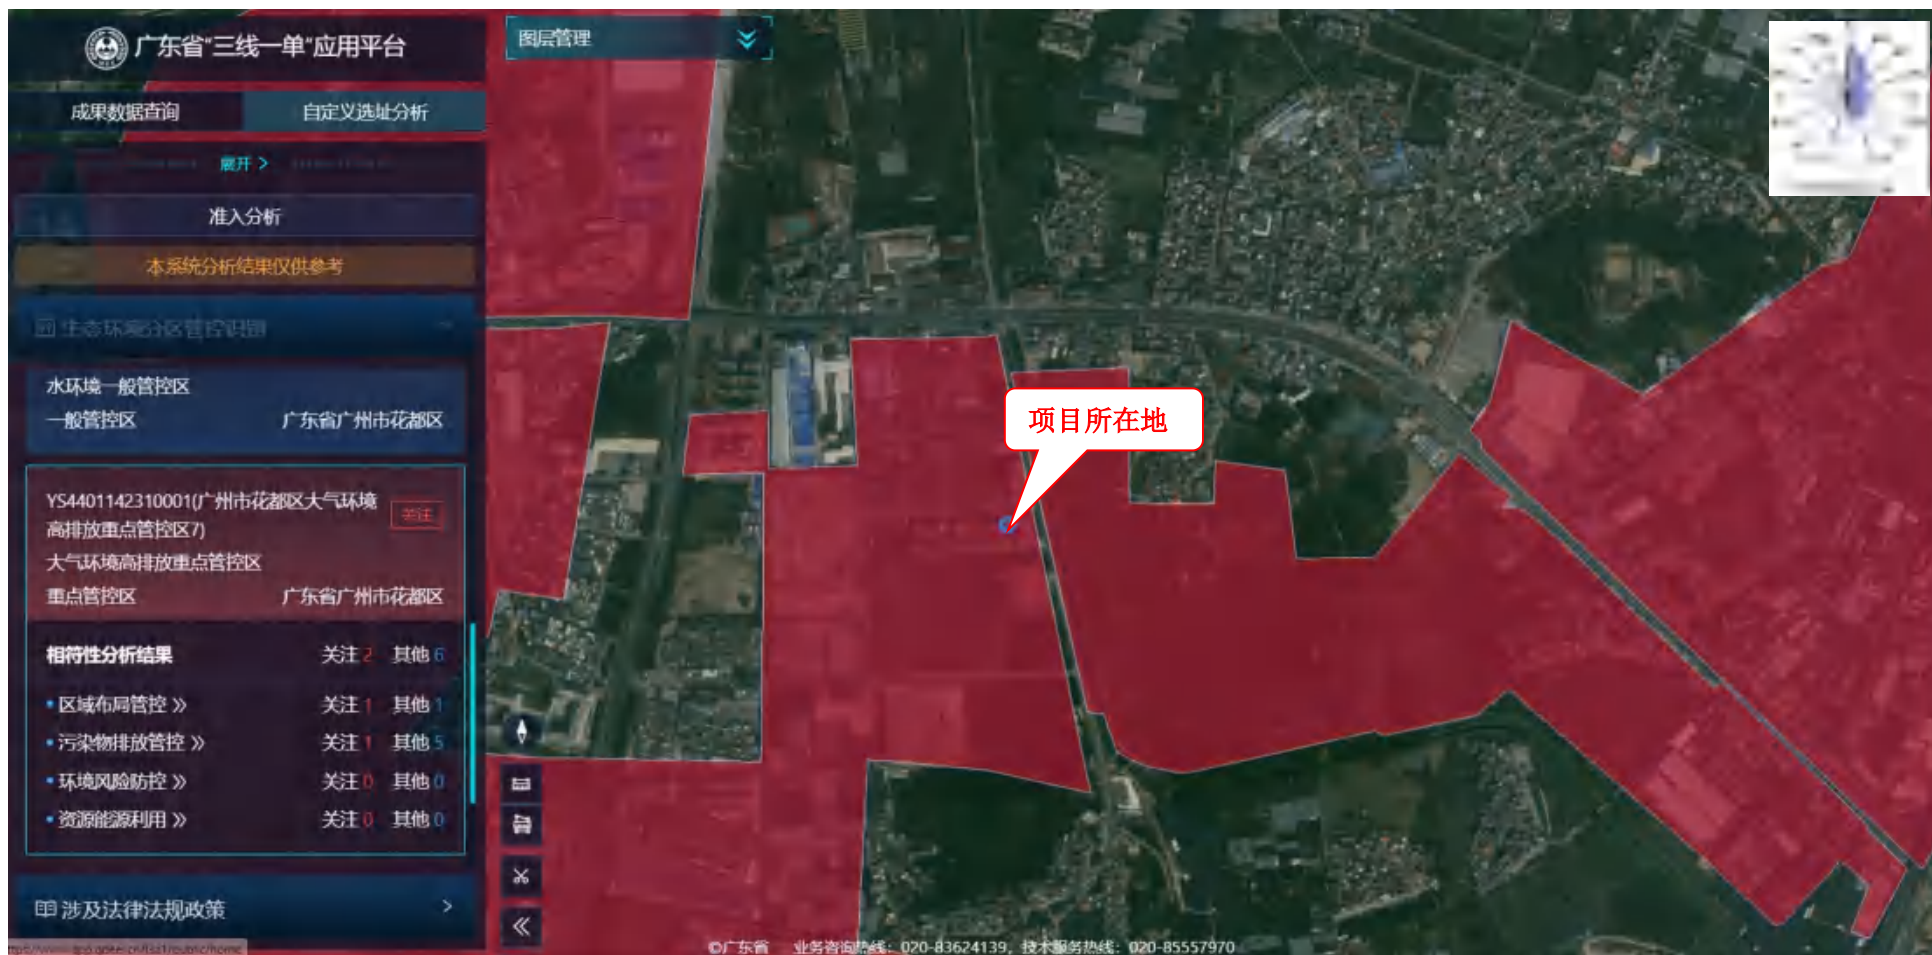 广东省"三线一单"应用平台
图层管理
成果数据查询
自定义选址分析
展开 >
准入分析
本系统分析结果仅供参考
生态环境分区管控识别
水环境一般管控区
一般管控区 广东省广州市花都区
YS4401142310001(广州市花都区大气环境
高排放重点管控区7)
关注
大气环境高排放重点管控区
重点管控区 广东省广州市花都区
相符性分析结果 关注 2 其他 6
区域布局管控 » 关注 1 其他 1
污染物排放管控 » 关注 1 其他 5
环境风险防控 » 关注 0 其他 0
资源能源利用 » 关注 0 其他 0
涉及法律法规政策 >
项目所在地
©广东省 业务咨询热线：020-83624139，技术服务热线：020-85557970